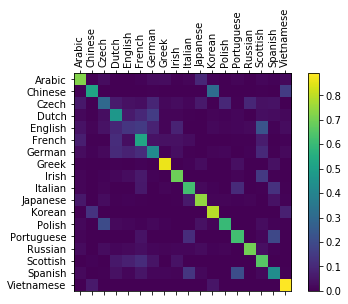 Arabic
Chinese
Czech
Dutch
English
French
German
Greek
Irish
Italian
Japanese
Korean
Polish
Portuguese
Russian
Scottish
Spanish
Vietnamese
Arabic
Chinese
Czech
Dutch
English
French
German
Greek
Irish
Italian
Japanese
Korean
Polish
Portuguese
Russian
Scottish
Spanish
Vietnamese
0.8
0.7
0.6
0.5
0.4
0.3
0.2
0.1
0.0